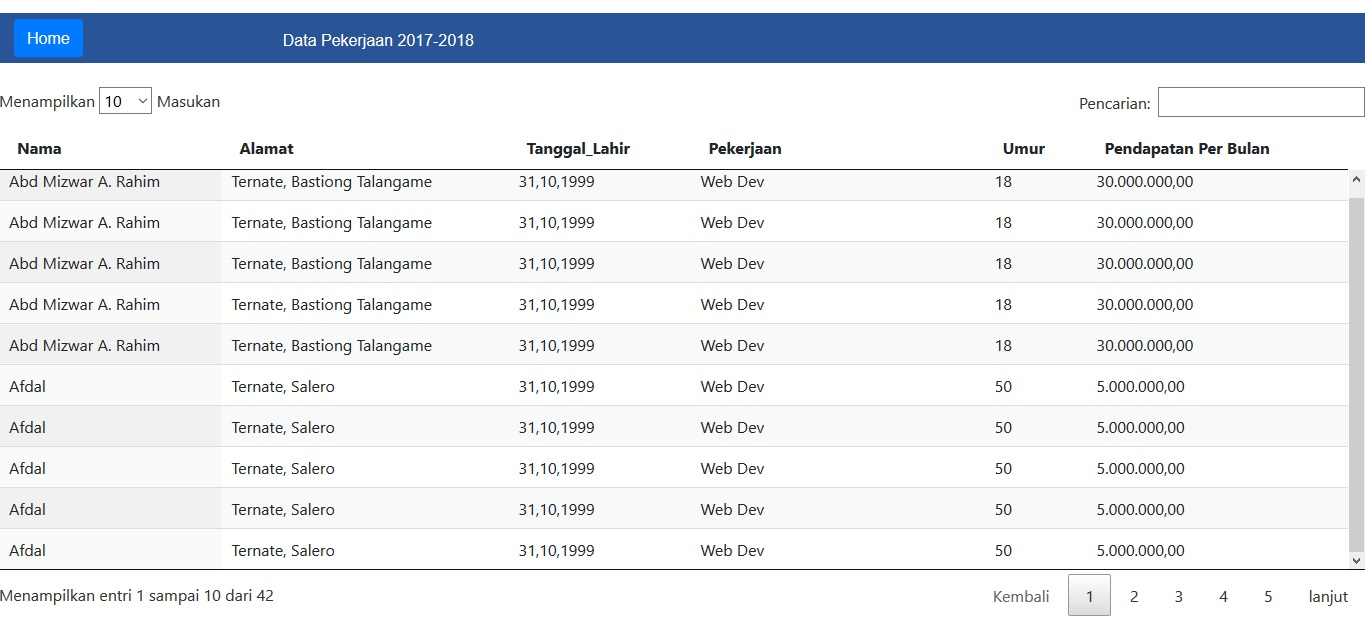 Home Data Pekerjaan 2017-2018
Menampilkan 10 Masukan Pencarian:
Nama Alamat Tanggal_Lahir Pekerjaan Umur Pendapatan Per Bulan
Abd Mizwar A. Rahim Ternate, Bastiong Talangame 31,10,1999 Web Dev 18 30.000.000,00
Abd Mizwar A. Rahim Ternate, Bastiong Talangame 31,10,1999 Web Dev 18 30.000.000,00
Abd Mizwar A. Rahim Ternate, Bastiong Talangame 31,10,1999 Web Dev 18 30.000.000,00
Abd Mizwar A. Rahim Ternate, Bastiong Talangame 31,10,1999 Web Dev 18 30.000.000,00
Abd Mizwar A. Rahim Ternate, Bastiong Talangame 31,10,1999 Web Dev 18 30.000.000,00
Afdal Ternate, Salero 31,10,1999 Web Dev 50 5.000.000,00
Afdal Ternate, Salero 31,10,1999 Web Dev 50 5.000.000,00
Afdal Ternate, Salero 31,10,1999 Web Dev 50 5.000.000,00
Afdal Ternate, Salero 31,10,1999 Web Dev 50 5.000.000,00
Afdal Ternate, Salero 31,10,1999 Web Dev 50 5.000.000,00
Menampilkan entri 1 sampai 10 dari 42 Kembali 1 2 3 4 5 lanjut